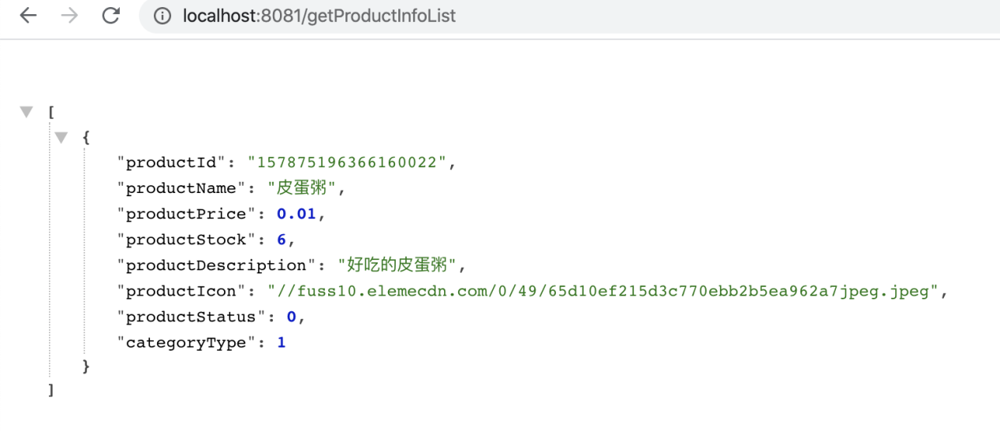 localhost:8081/getProductInfoList
[
{
"productId": "157875196366160022",
"productName": "皮蛋粥",
"productPrice": 0.01,
"productStock": 6,
"productDescription": "好吃的皮蛋粥",
"productIcon": "//fuss10.elemecdn.com/0/49/65d10ef215d3c770ebb2b5ea962a7jpeg.jpeg",
"productStatus": 0,
"categoryType": 1
}
]